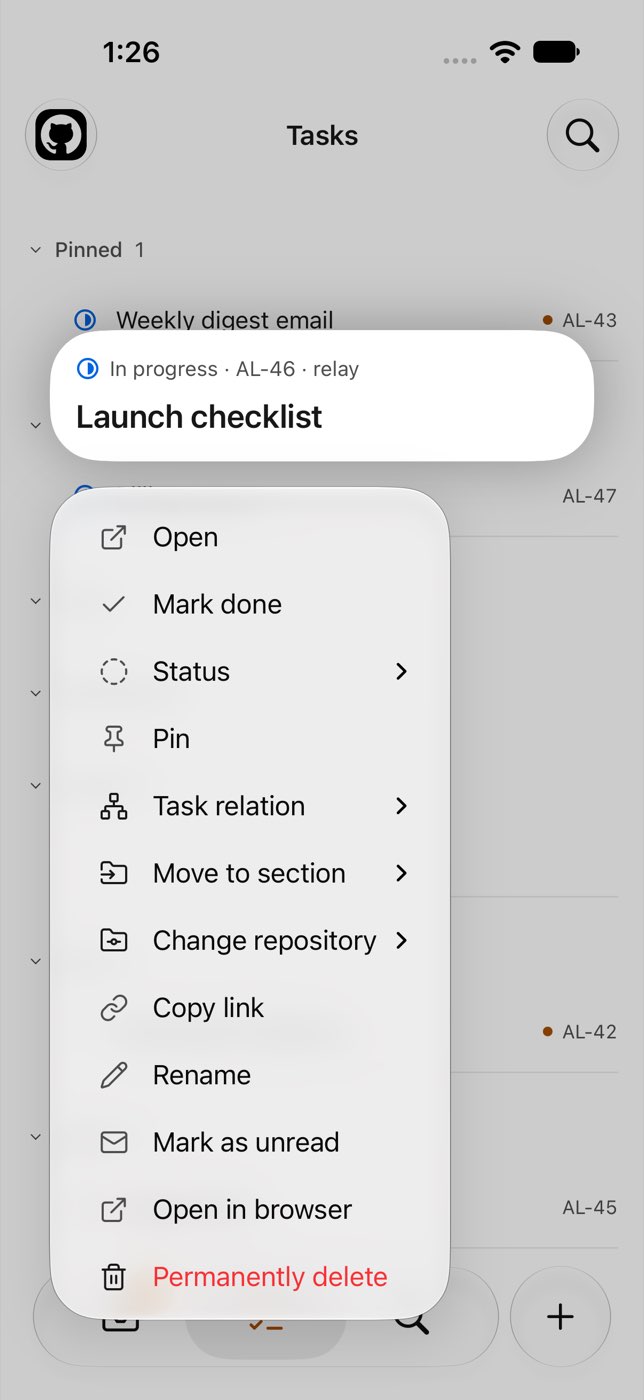 1:26
Tasks
Pinned 1
Weekly digest email
AL-43
In progress · AL-46 · relay
Launch checklist
AL-47
Open
Mark done
Status
Pin
Task relation
Move to section
Change repository
Copy link
AL-42
Rename
Mark as unread
AL-45
Open in browser
Permanently delete